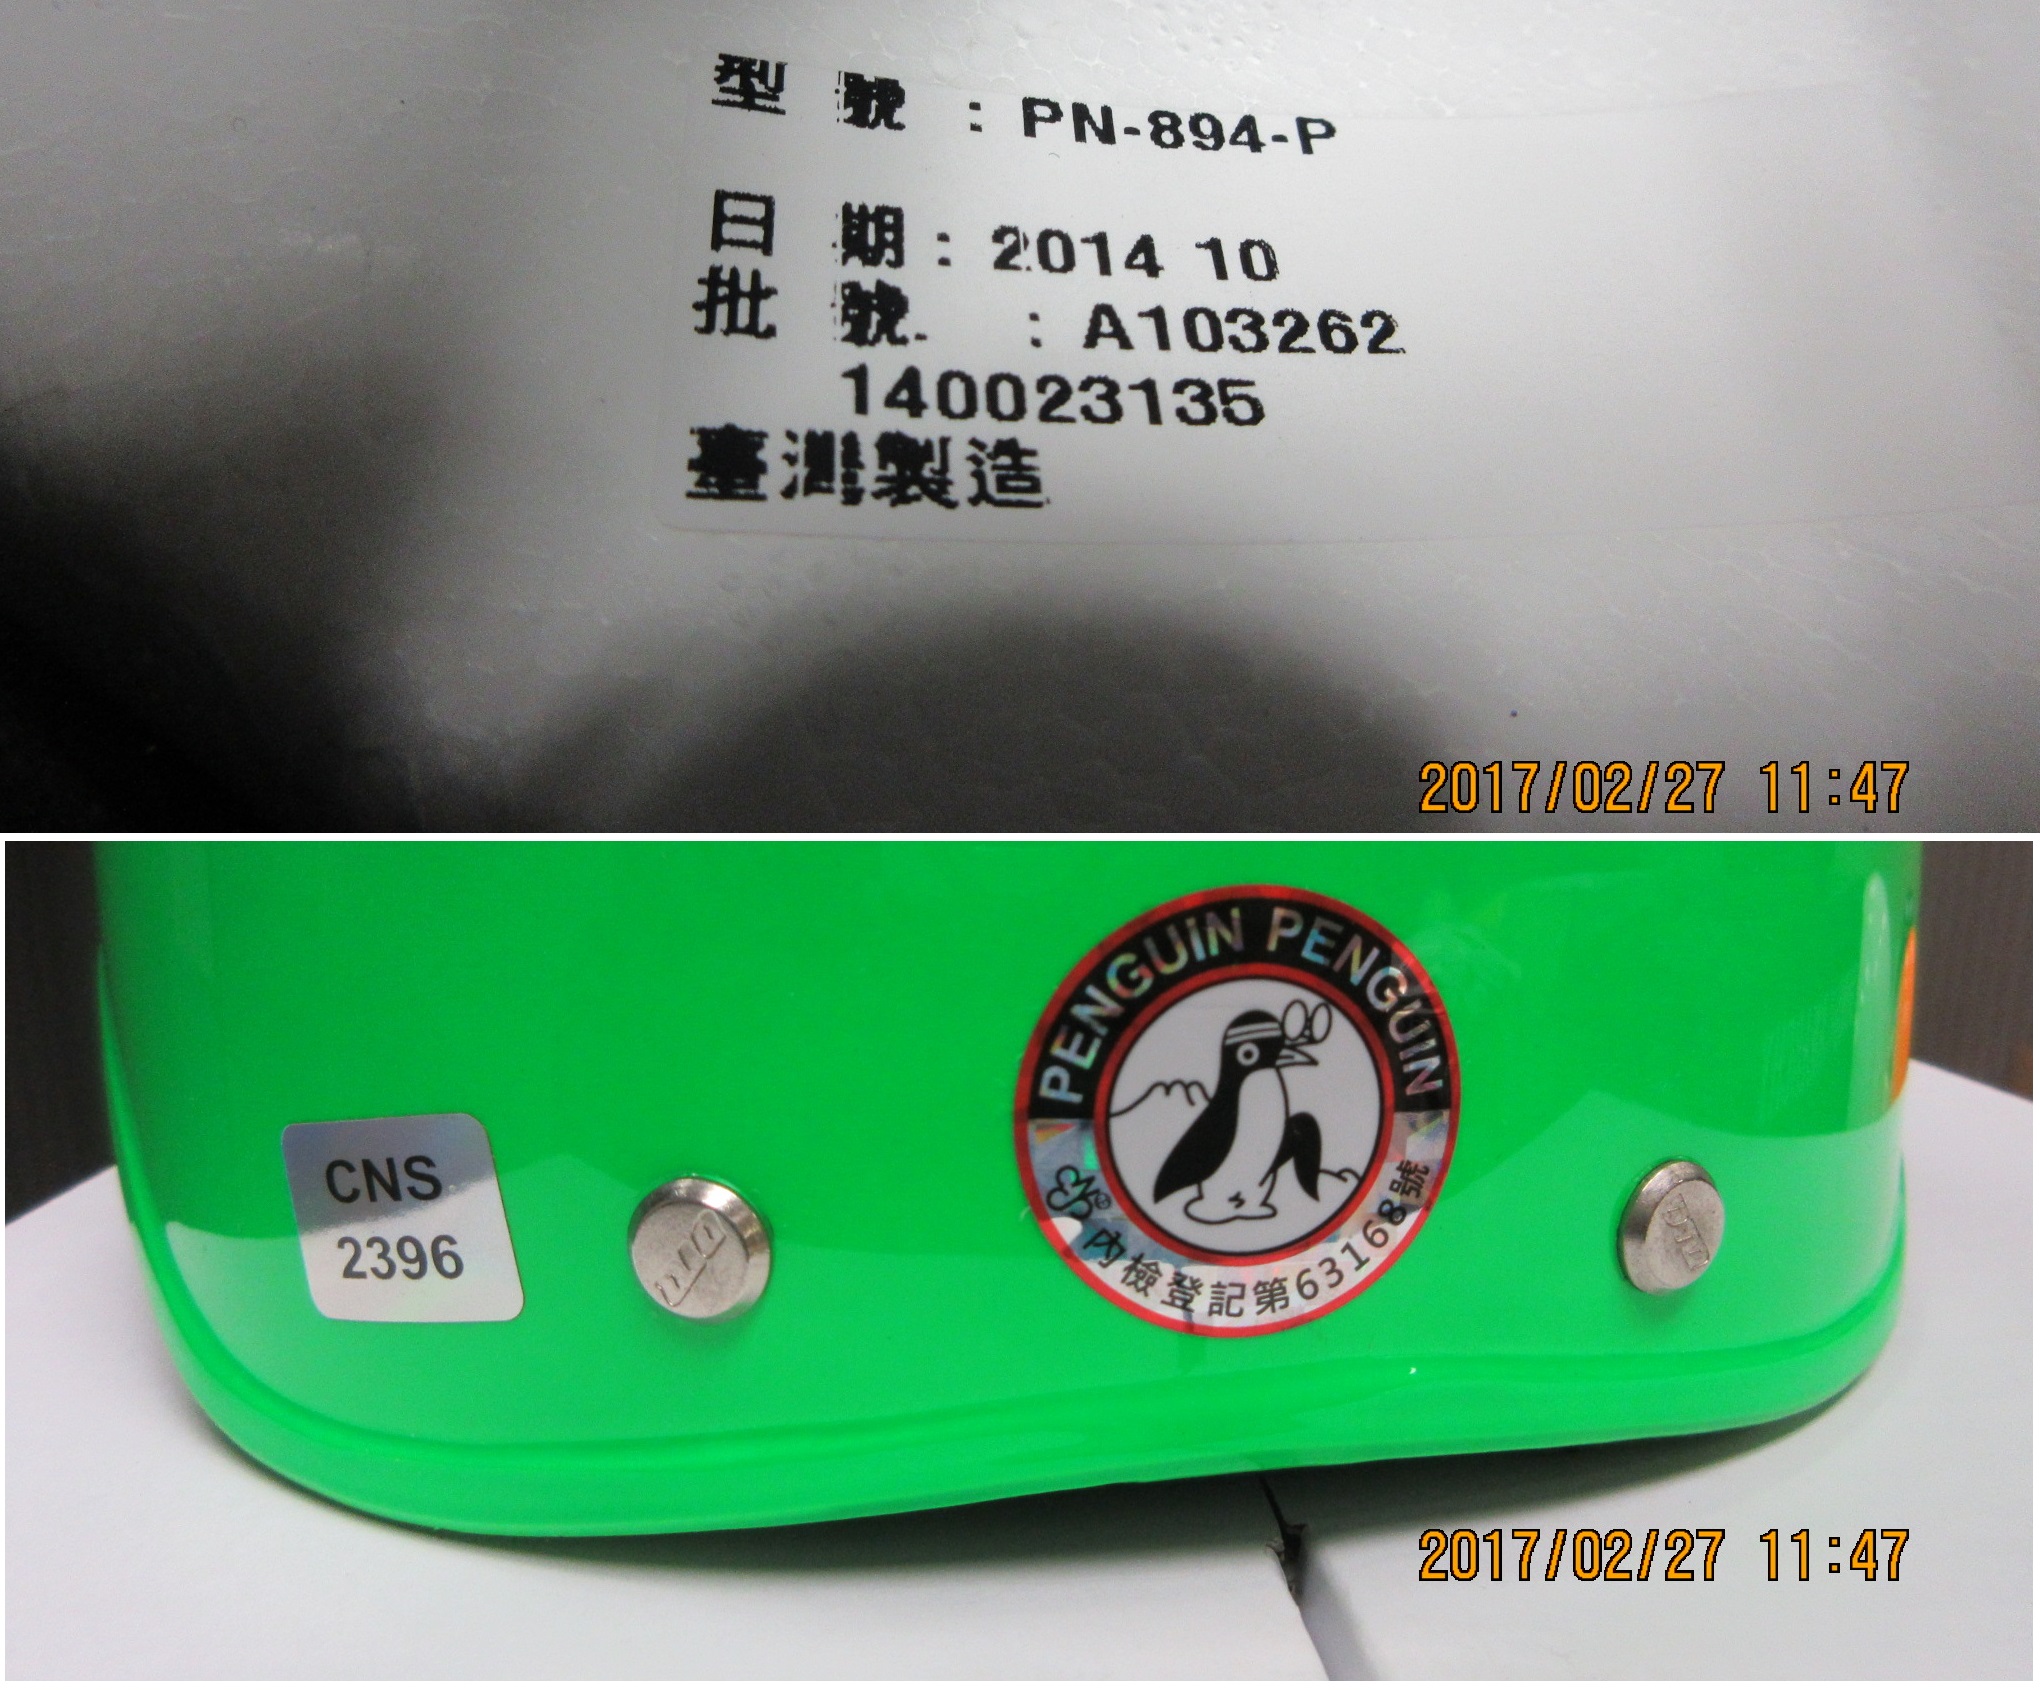 型 號 : PN-894-P
日 期 : 2014 10
批 號. : A103262
140023135
臺灣製造
2017/02/27 11:47
PENGUIN PENGUIN
CNS
2396
內檢登記第63168號
2017/02/27 11:47